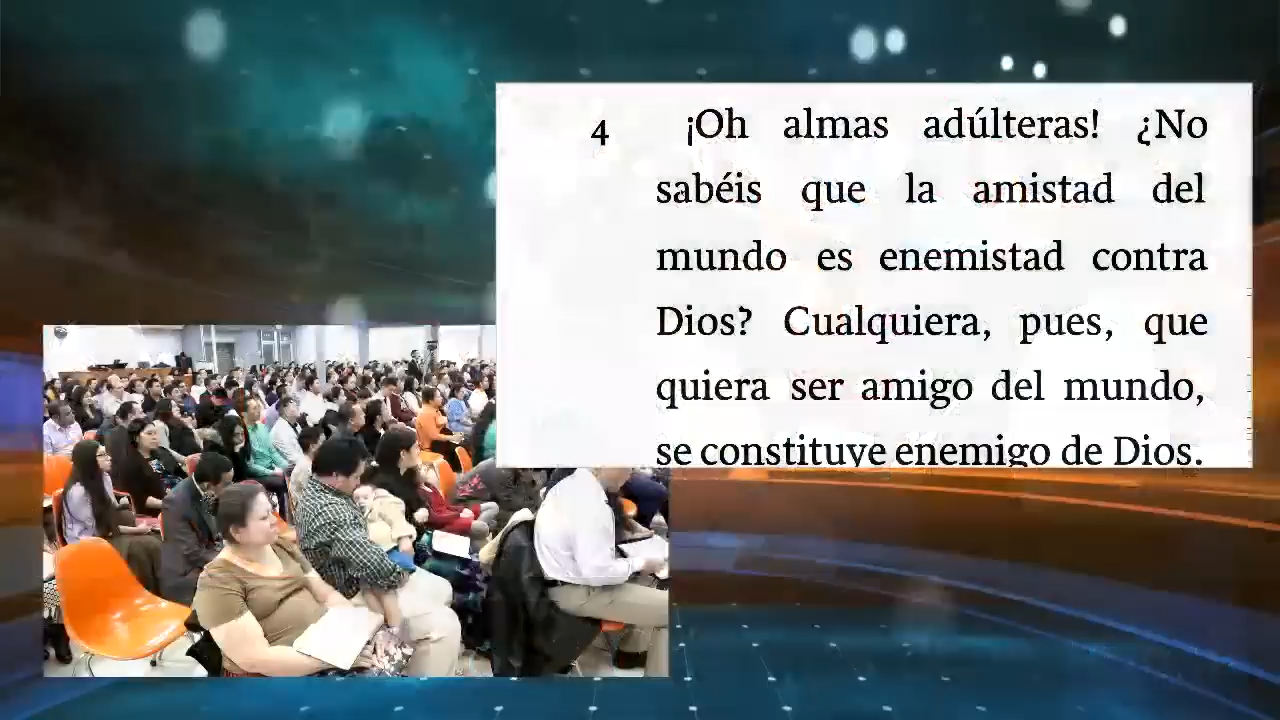 4 ¡Oh almas adúlteras! ¿No
sabéis que la amistad del
mundo es enemistad contra
Dios? Cualquiera, pues, que
quiera ser amigo del mundo,
se constituye enemigo de Dios.